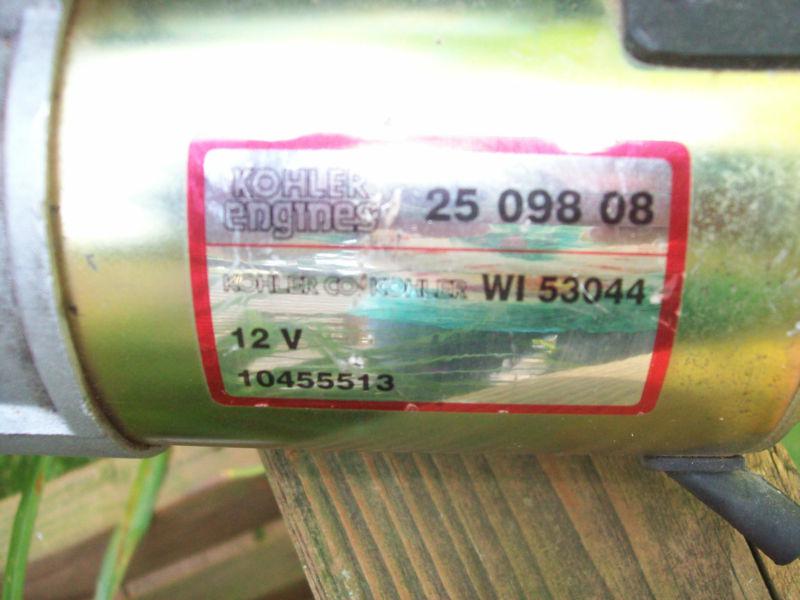 KOHLER
engines 25 098 08
KOHLER CO. KOHLER WI 53044
12 V
10455513